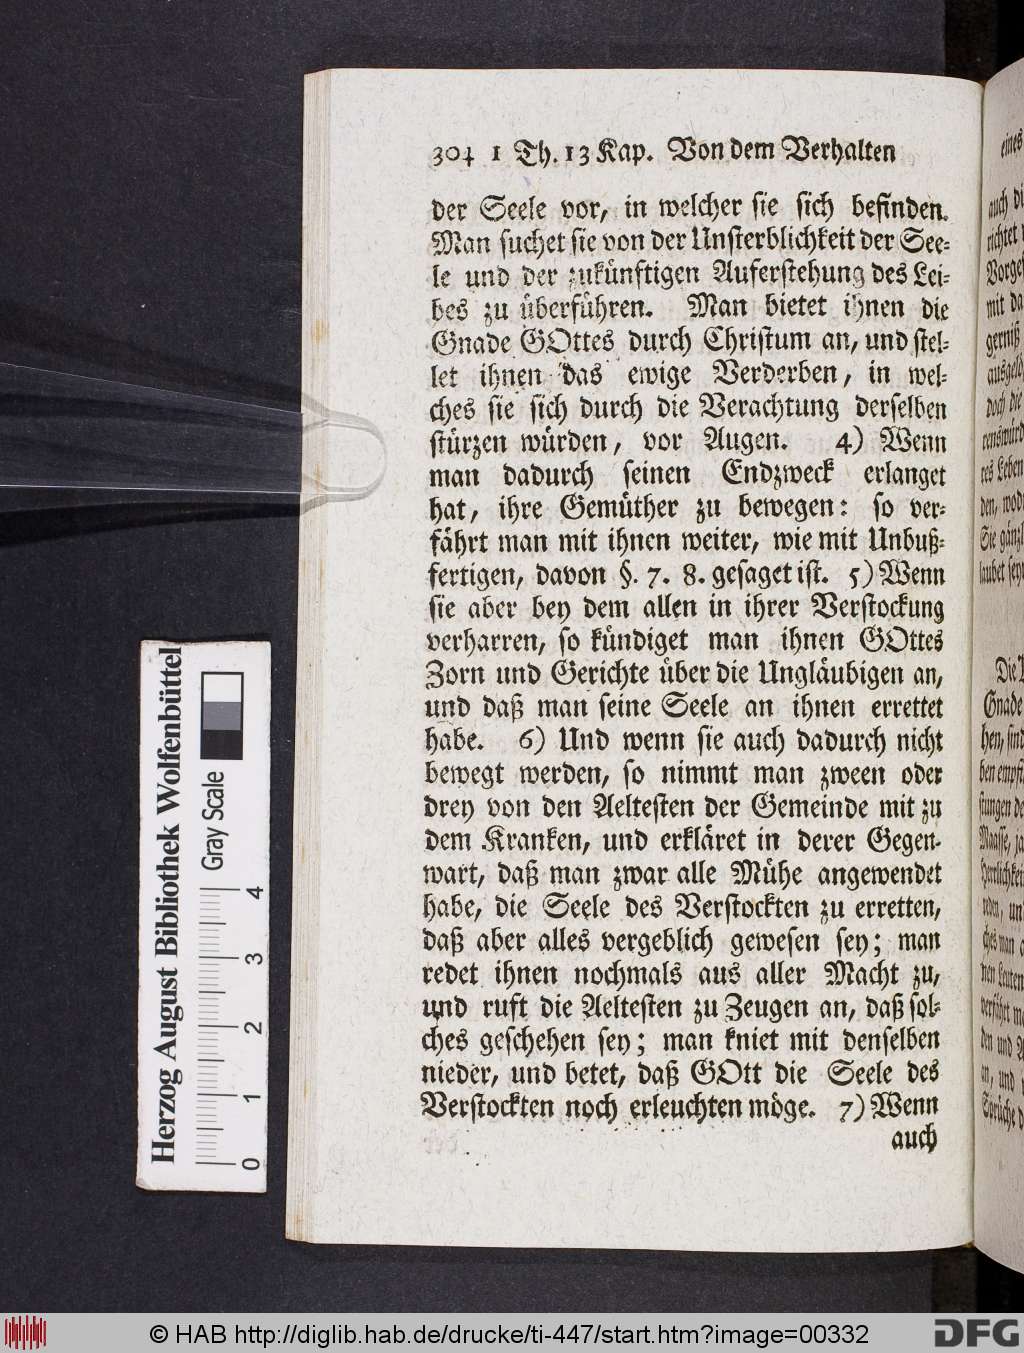 304 1 Th. 13 Kap. Von dem Verhalten
der Seele vor, in welcher sie sich befinden.
Man suchet sie von der Unsterblichkeit der See-
le und der zukünftigen Auferstehung des Lei-
bes zu überführen. Man bietet ihnen die
Gnade GOttes durch Christum an, und stel-
let ihnen das ewige Verderben, in wel-
ches sie sich durch die Verachtung derselben
stürzen würden, vor Augen. 4) Wenn
man dadurch seinen Endzweck erlanget
hat, ihre Gemüther zu bewegen: so ver-
fährt man mit ihnen weiter, wie mit Unbuß-
fertigen, davon §. 7. 8. gesaget ist. 5) Wenn
sie aber bey dem allen in ihrer Verstockung
verharren, so kündiget man ihnen GOttes
Zorn und Gerichte über die Ungläubigen an,
und daß man seine Seele an ihnen errettet
habe. 6) Und wenn sie auch dadurch nicht
bewegt werden, so nimmt man zween oder
drey von den Aeltesten der Gemeinde mit zu
dem Kranken, und erkläret in derer Gegen-
wart, daß man zwar alle Mühe angewendet
habe, die Seele des Verstockten zu erretten,
daß aber alles vergeblich gewesen sey; man
redet ihnen nochmals aus aller Macht zu,
und ruft die Aeltesten zu Zeugen an, daß sol-
ches geschehen sey; man kniet mit denselben
nieder, und betet, daß GOtt die Seele des
Verstockten noch erleuchten möge. 7) Wenn
auch
Herzog August Bibliothek Wolfenbüttel
Gray Scale
0 1 2 3 4
© HAB http://diglib.hab.de/drucke/ti-447/start.htm?image=00332
DFG